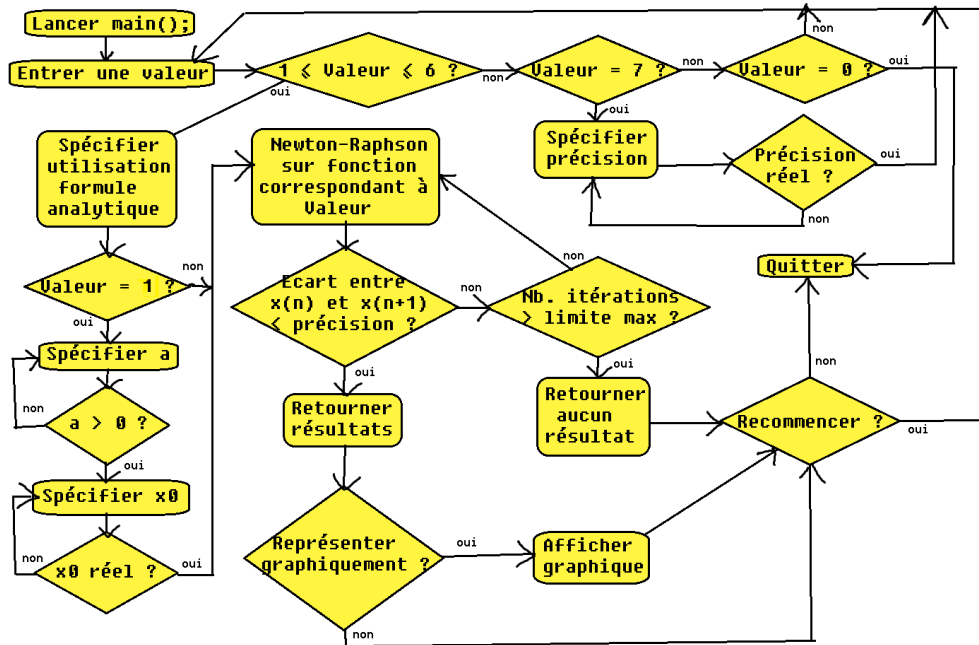 Lancer main();
Entrer une valeur
1 ≤ Valeur ≤ 6 ?
non
oui
Valeur = 7 ?
non
oui
Valeur = 0 ?
non
oui
Spécifier
précision
Précision
réel ?
oui
non
Spécifier
utilisation
formule
analytique
Valeur = 1 ?
non
oui
Spécifier a
a > 0 ?
non
oui
Spécifier x0
x0 réel ?
non
oui
Newton-Raphson
sur fonction
correspondant à
Valeur
Ecart entre
x(n) et x(n+1)
< précision ?
non
oui
Nb. itérations
> limite max ?
non
oui
Retourner
résultats
Retourner
aucun
résultat
Représenter
graphiquement ?
oui
non
Afficher
graphique
Recommencer ?
non
oui
Quitter